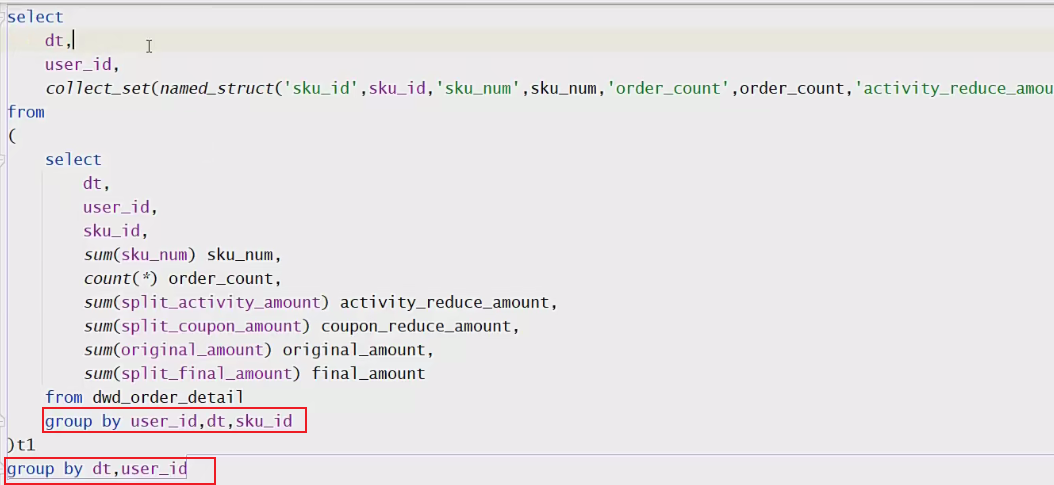 select
dt,
user_id,
collect_set(named_struct('sku_id',sku_id,'sku_num',sku_num,'order_count',order_count,'activity_reduce_amou
from
(
select
dt,
user_id,
sku_id,
sum(sku_num) sku_num,
count(*) order_count,
sum(split_activity_amount) activity_reduce_amount,
sum(split_coupon_amount) coupon_reduce_amount,
sum(original_amount) original_amount,
sum(split_final_amount) final_amount
from dwd_order_detail
group by user_id,dt,sku_id
)t1
group by dt,user_id